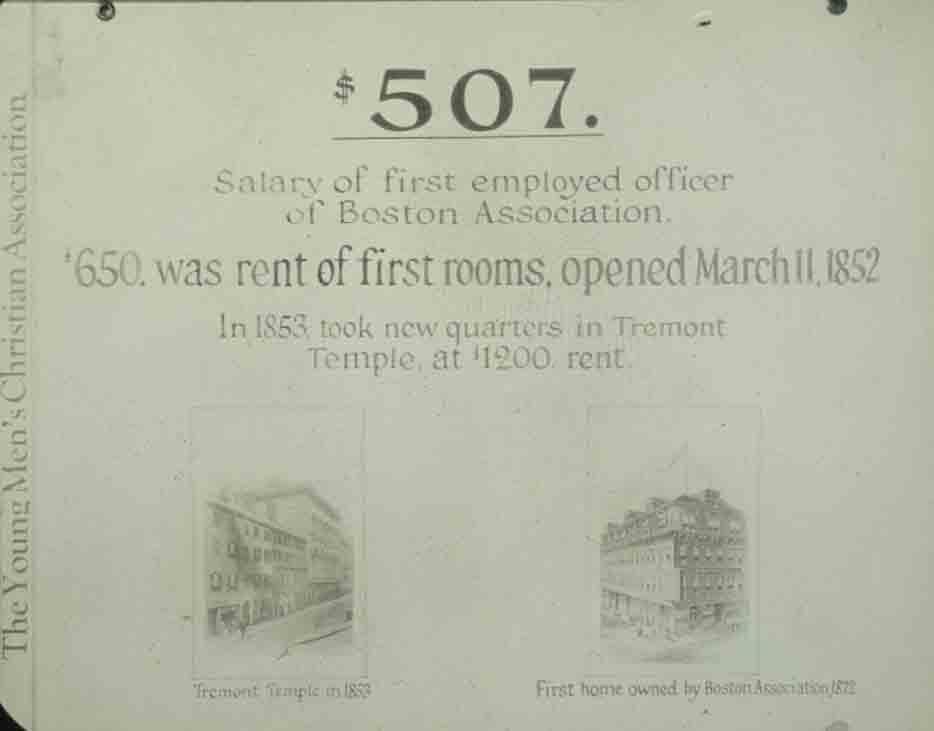 The Young Men's Christian Association
$507.
Salary of first employed officer
of Boston Association.
$650. was rent of first rooms, opened March 11, 1852
In 1853, took new quarters in Tremont
Temple, at $1200. rent.
Tremont Temple in 1853
First home owned by Boston Association 1872